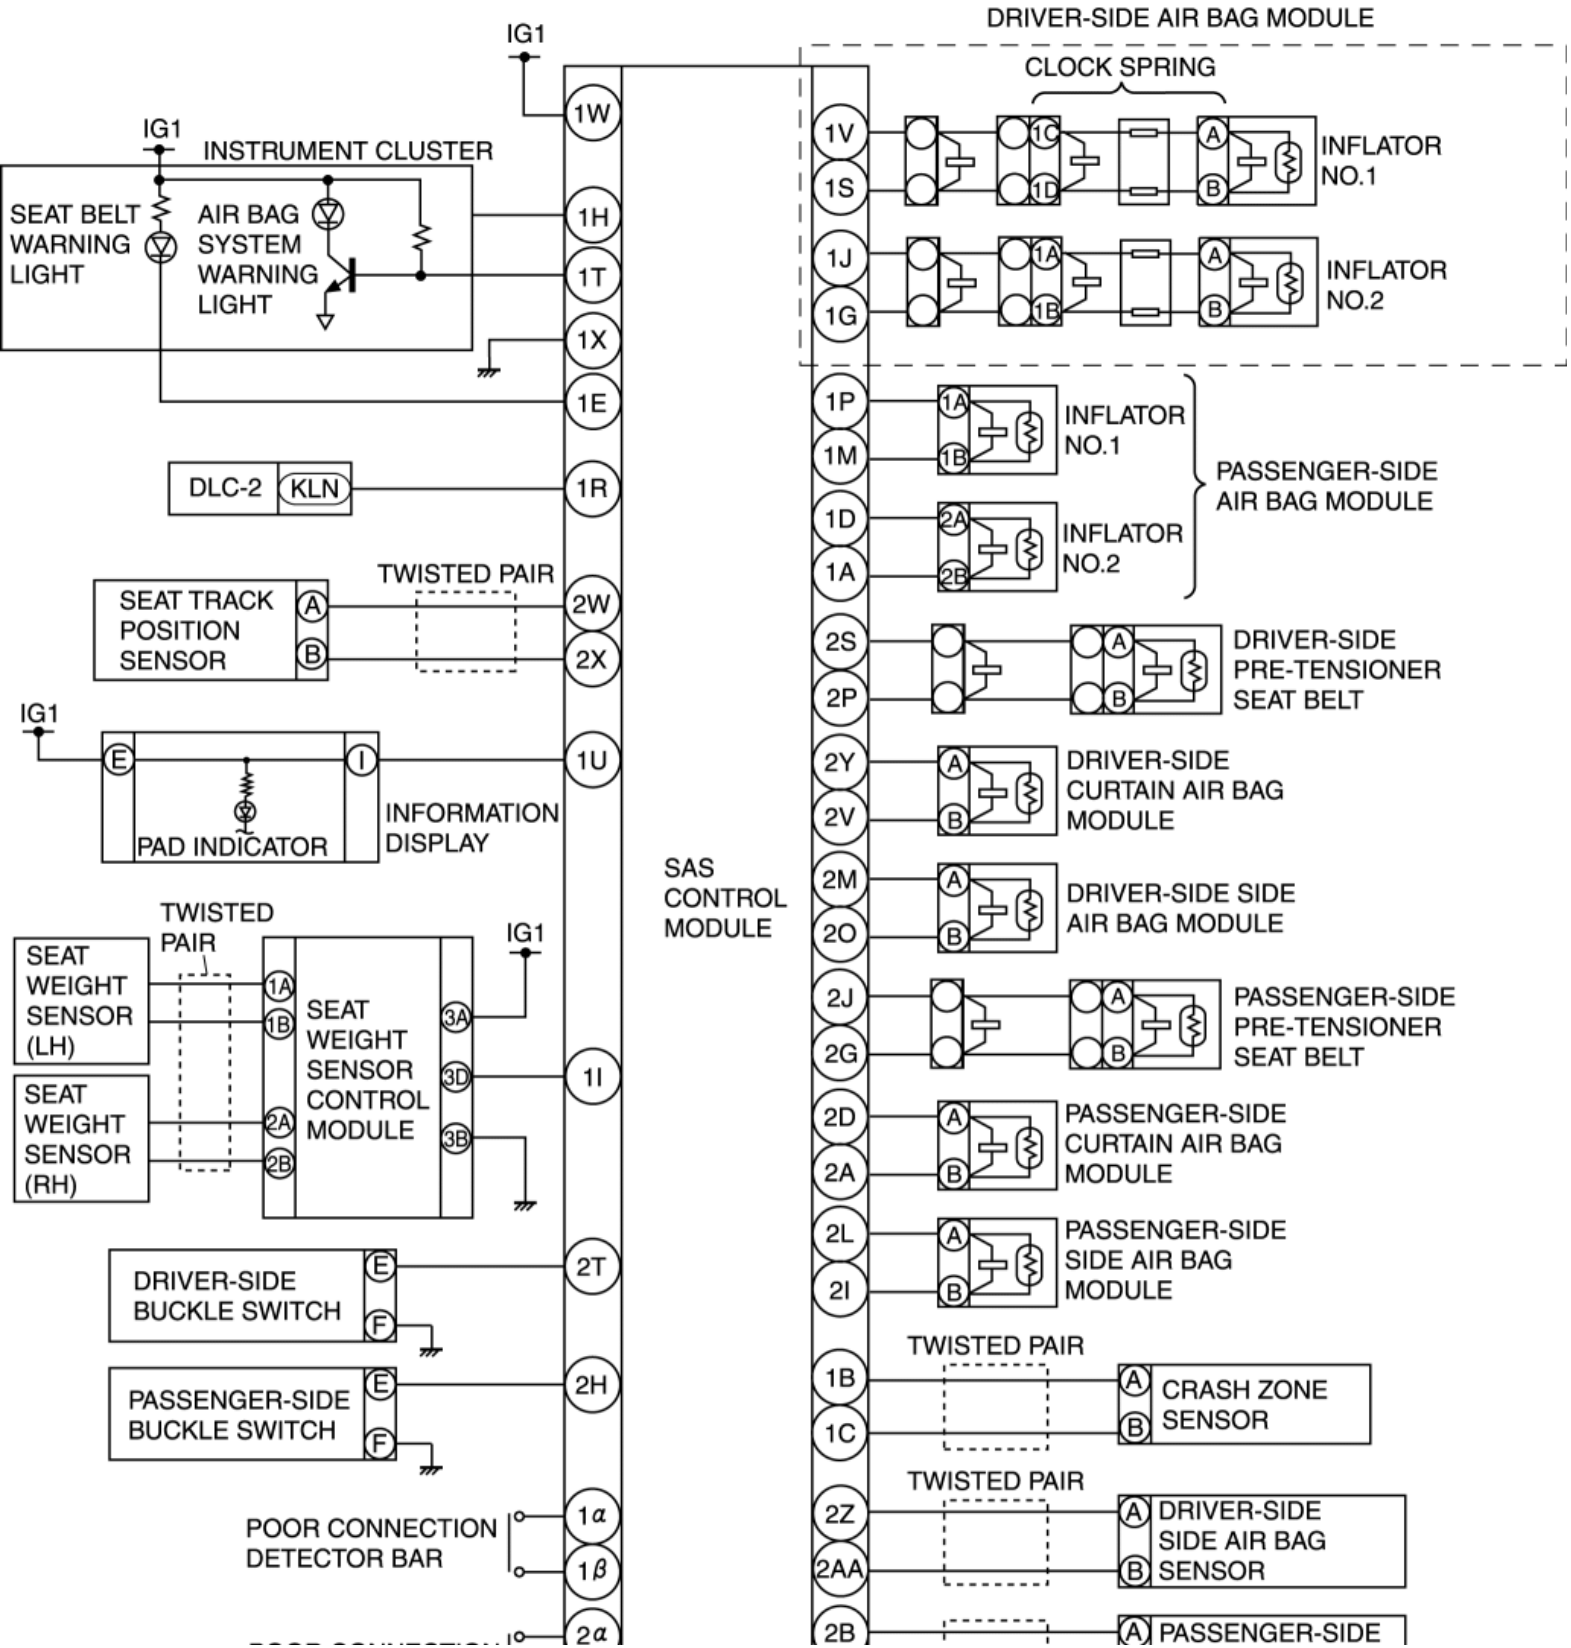 DRIVER-SIDE AIR BAG MODULE
CLOCK SPRING
IG1
1W
IG1
INSTRUMENT CLUSTER
SEAT BELT
WARNING
LIGHT
AIR BAG
SYSTEM
WARNING
LIGHT
1H
1T
1X
1E
DLC-2
KLN
1R
TWISTED PAIR
SEAT TRACK
POSITION
SENSOR
A
B
2W
2X
IG1
E
I
1U
PAD INDICATOR
INFORMATION
DISPLAY
TWISTED
PAIR
SEAT
WEIGHT
SENSOR
(LH)
SEAT
WEIGHT
SENSOR
(RH)
1A
1B
2A
2B
SEAT
WEIGHT
SENSOR
CONTROL
MODULE
3A
3D
3B
IG1
1I
DRIVER-SIDE
BUCKLE SWITCH
E
F
2T
PASSENGER-SIDE
BUCKLE SWITCH
E
F
2H
POOR CONNECTION
DETECTOR BAR
1α
1β
2α
SAS
CONTROL
MODULE
1V
1S
1C
1D
A
B
INFLATOR
NO.1
1J
1G
1A
1B
A
B
INFLATOR
NO.2
1P
1M
1A
1B
INFLATOR
NO.1
1D
1A
2A
2B
INFLATOR
NO.2
PASSENGER-SIDE
AIR BAG MODULE
2S
2P
A
B
DRIVER-SIDE
PRE-TENSIONER
SEAT BELT
2Y
2V
A
B
DRIVER-SIDE
CURTAIN AIR BAG
MODULE
2M
2O
A
B
DRIVER-SIDE SIDE
AIR BAG MODULE
2J
2G
A
B
PASSENGER-SIDE
PRE-TENSIONER
SEAT BELT
2D
2A
A
B
PASSENGER-SIDE
CURTAIN AIR BAG
MODULE
2L
2I
A
B
PASSENGER-SIDE
SIDE AIR BAG
MODULE
TWISTED PAIR
1B
1C
A
B
CRASH ZONE
SENSOR
TWISTED PAIR
2Z
2AA
A
B
DRIVER-SIDE
SIDE AIR BAG
SENSOR
2B
A
PASSENGER-SIDE